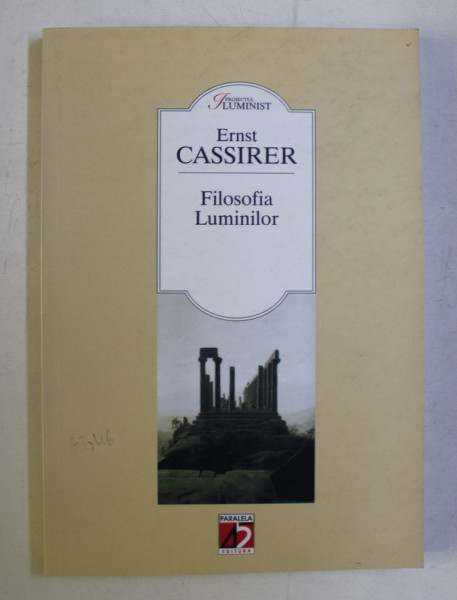 PROIECTUL
ILUMINIST
Ernst
CASSIRER
Filosofia
Luminilor
PARALELA
45
EDITURA